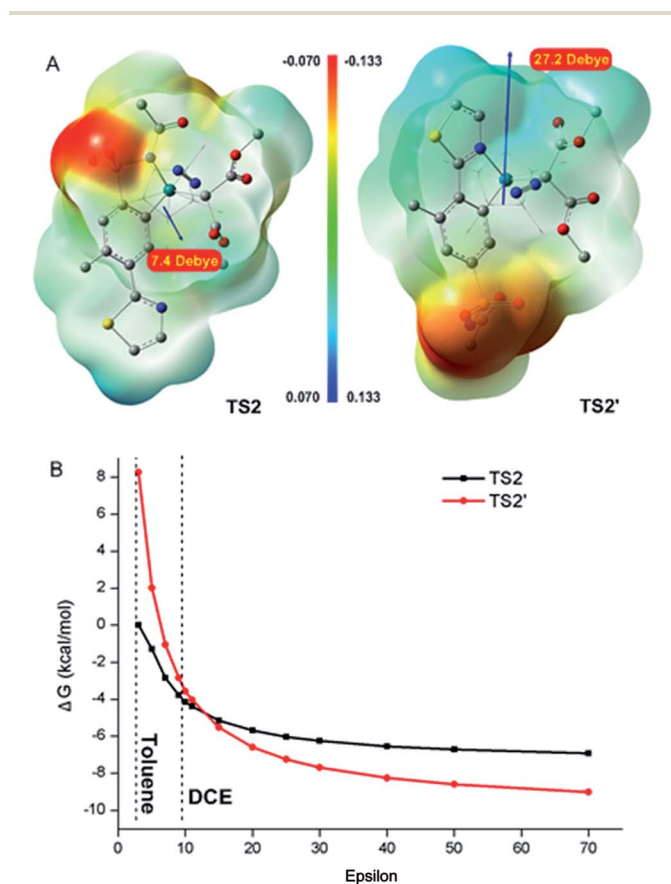 A
-0.070 -0.133
27.2 Debye
7.4 Debye
0.070 0.133
TS2
TS2'
B
TS2
TS2'
8
6
4
2
0
-2
-4
-6
-8
-10
ΔG (kcal/mol)
Toluene
DCE
0 10 20 30 40 50 60 70
Epsilon